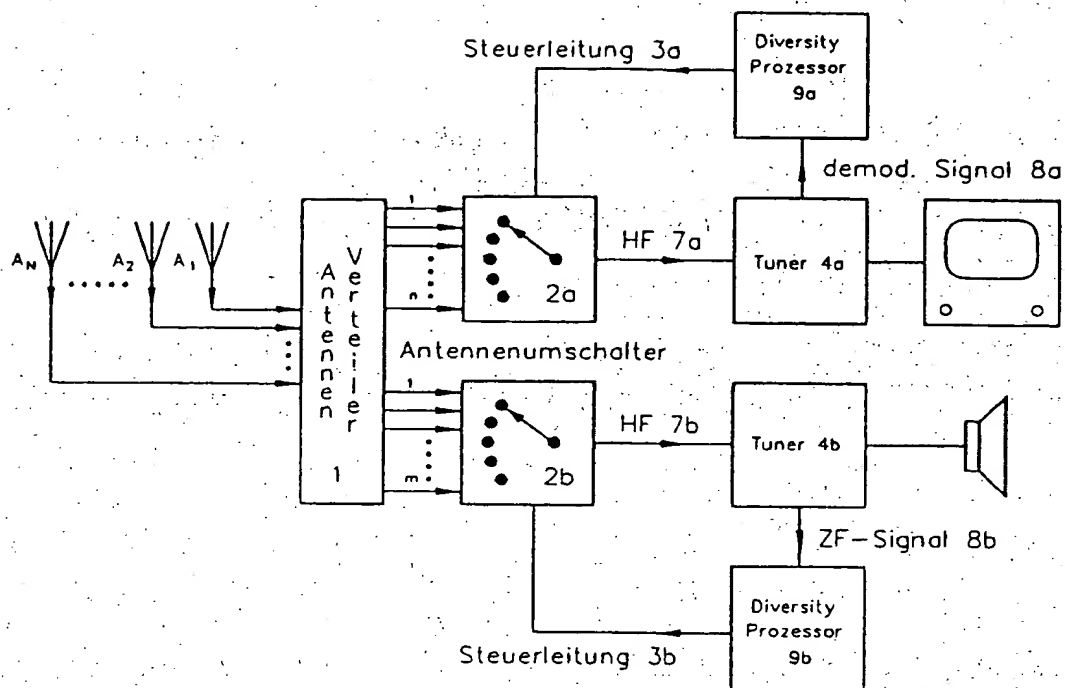 Steuerleitung 3a
Diversity
Prozessor
9a
demod. Signal 8a
A_N A_2 A_1
Antennen
Verteiler
1
1
n
2a
HF 7a
Tuner 4a
Antennenumschalter
1
m
2b
HF 7b
Tuner 4b
ZF-Signal 8b
Steuerleitung 3b
Diversity
Prozessor
9b